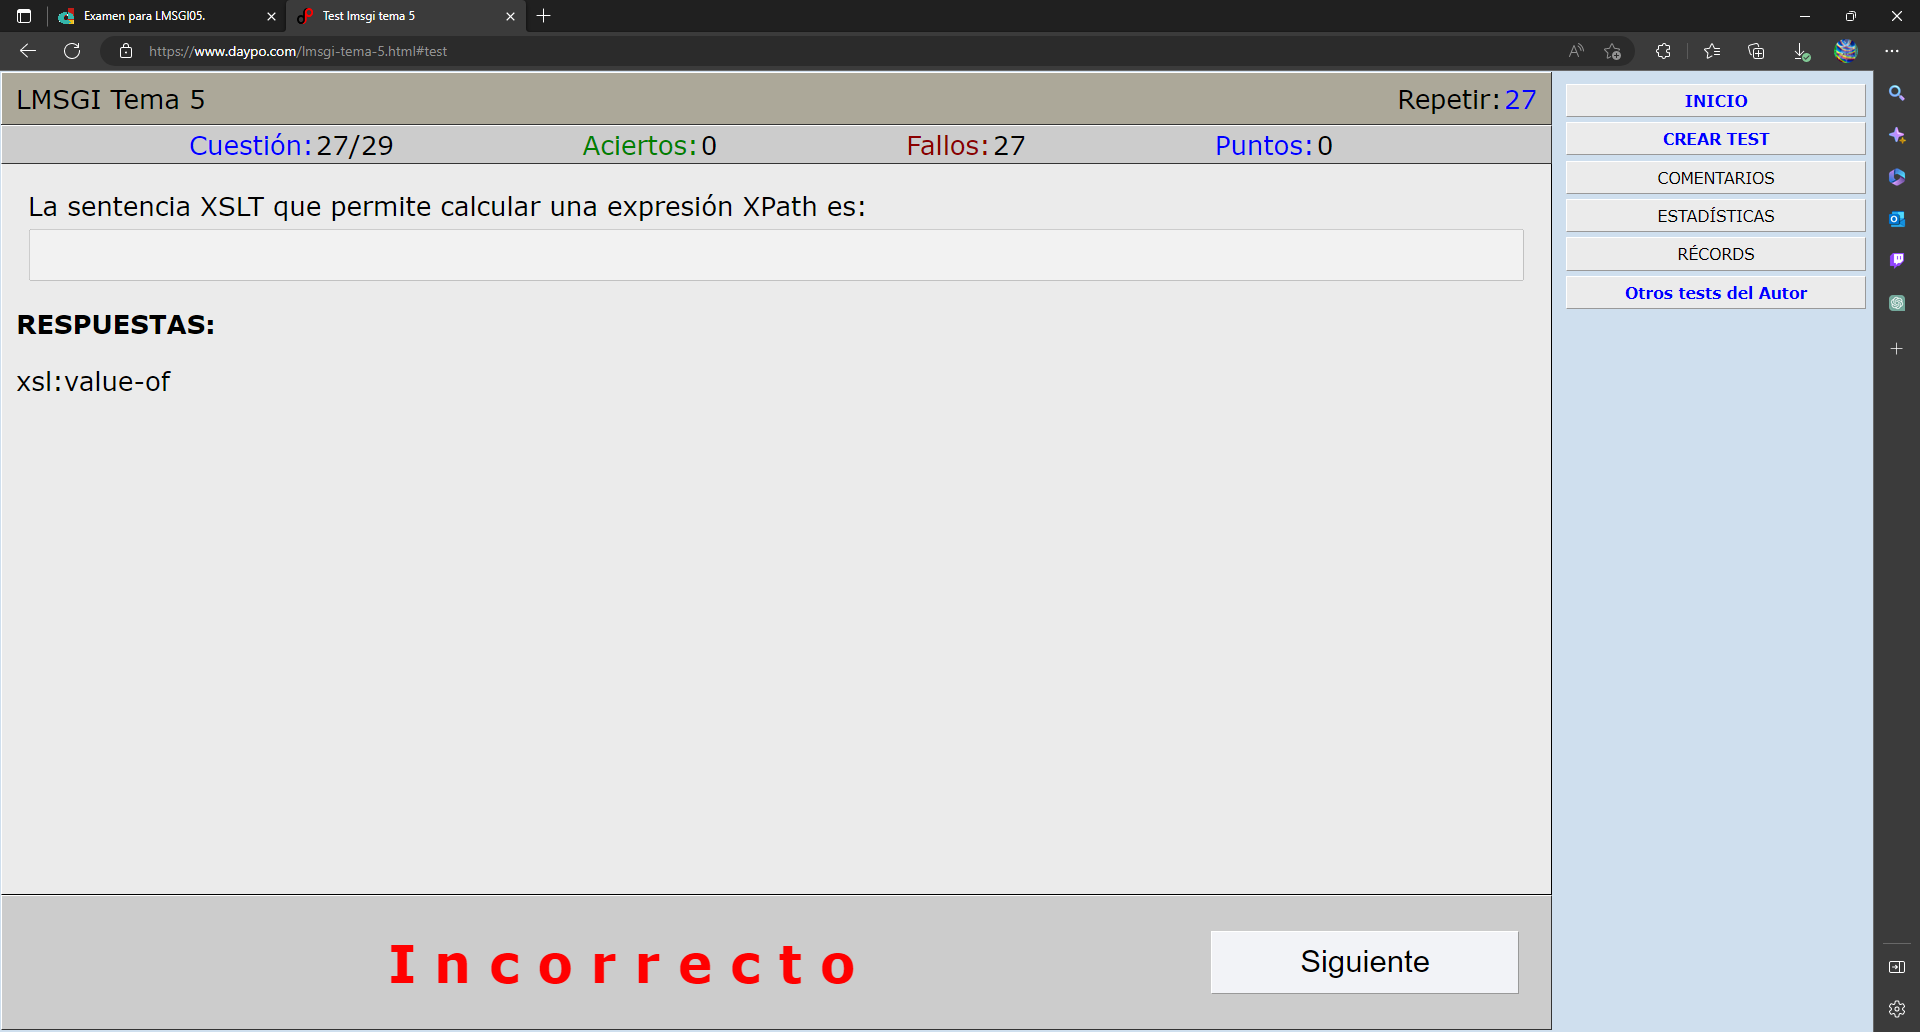 Examen para LMSGI05.
Test lmsgi tema 5
https://www.daypo.com/lmsgi-tema-5.html#test
LMSGI Tema 5
Repetir: 27
Cuestión: 27/29
Aciertos: 0
Fallos: 27
Puntos: 0
La sentencia XSLT que permite calcular una expresión XPath es:
RESPUESTAS:
xsl:value-of
Incorrecto
Siguiente
INICIO
CREAR TEST
COMENTARIOS
ESTADÍSTICAS
RÉCORDS
Otros tests del Autor